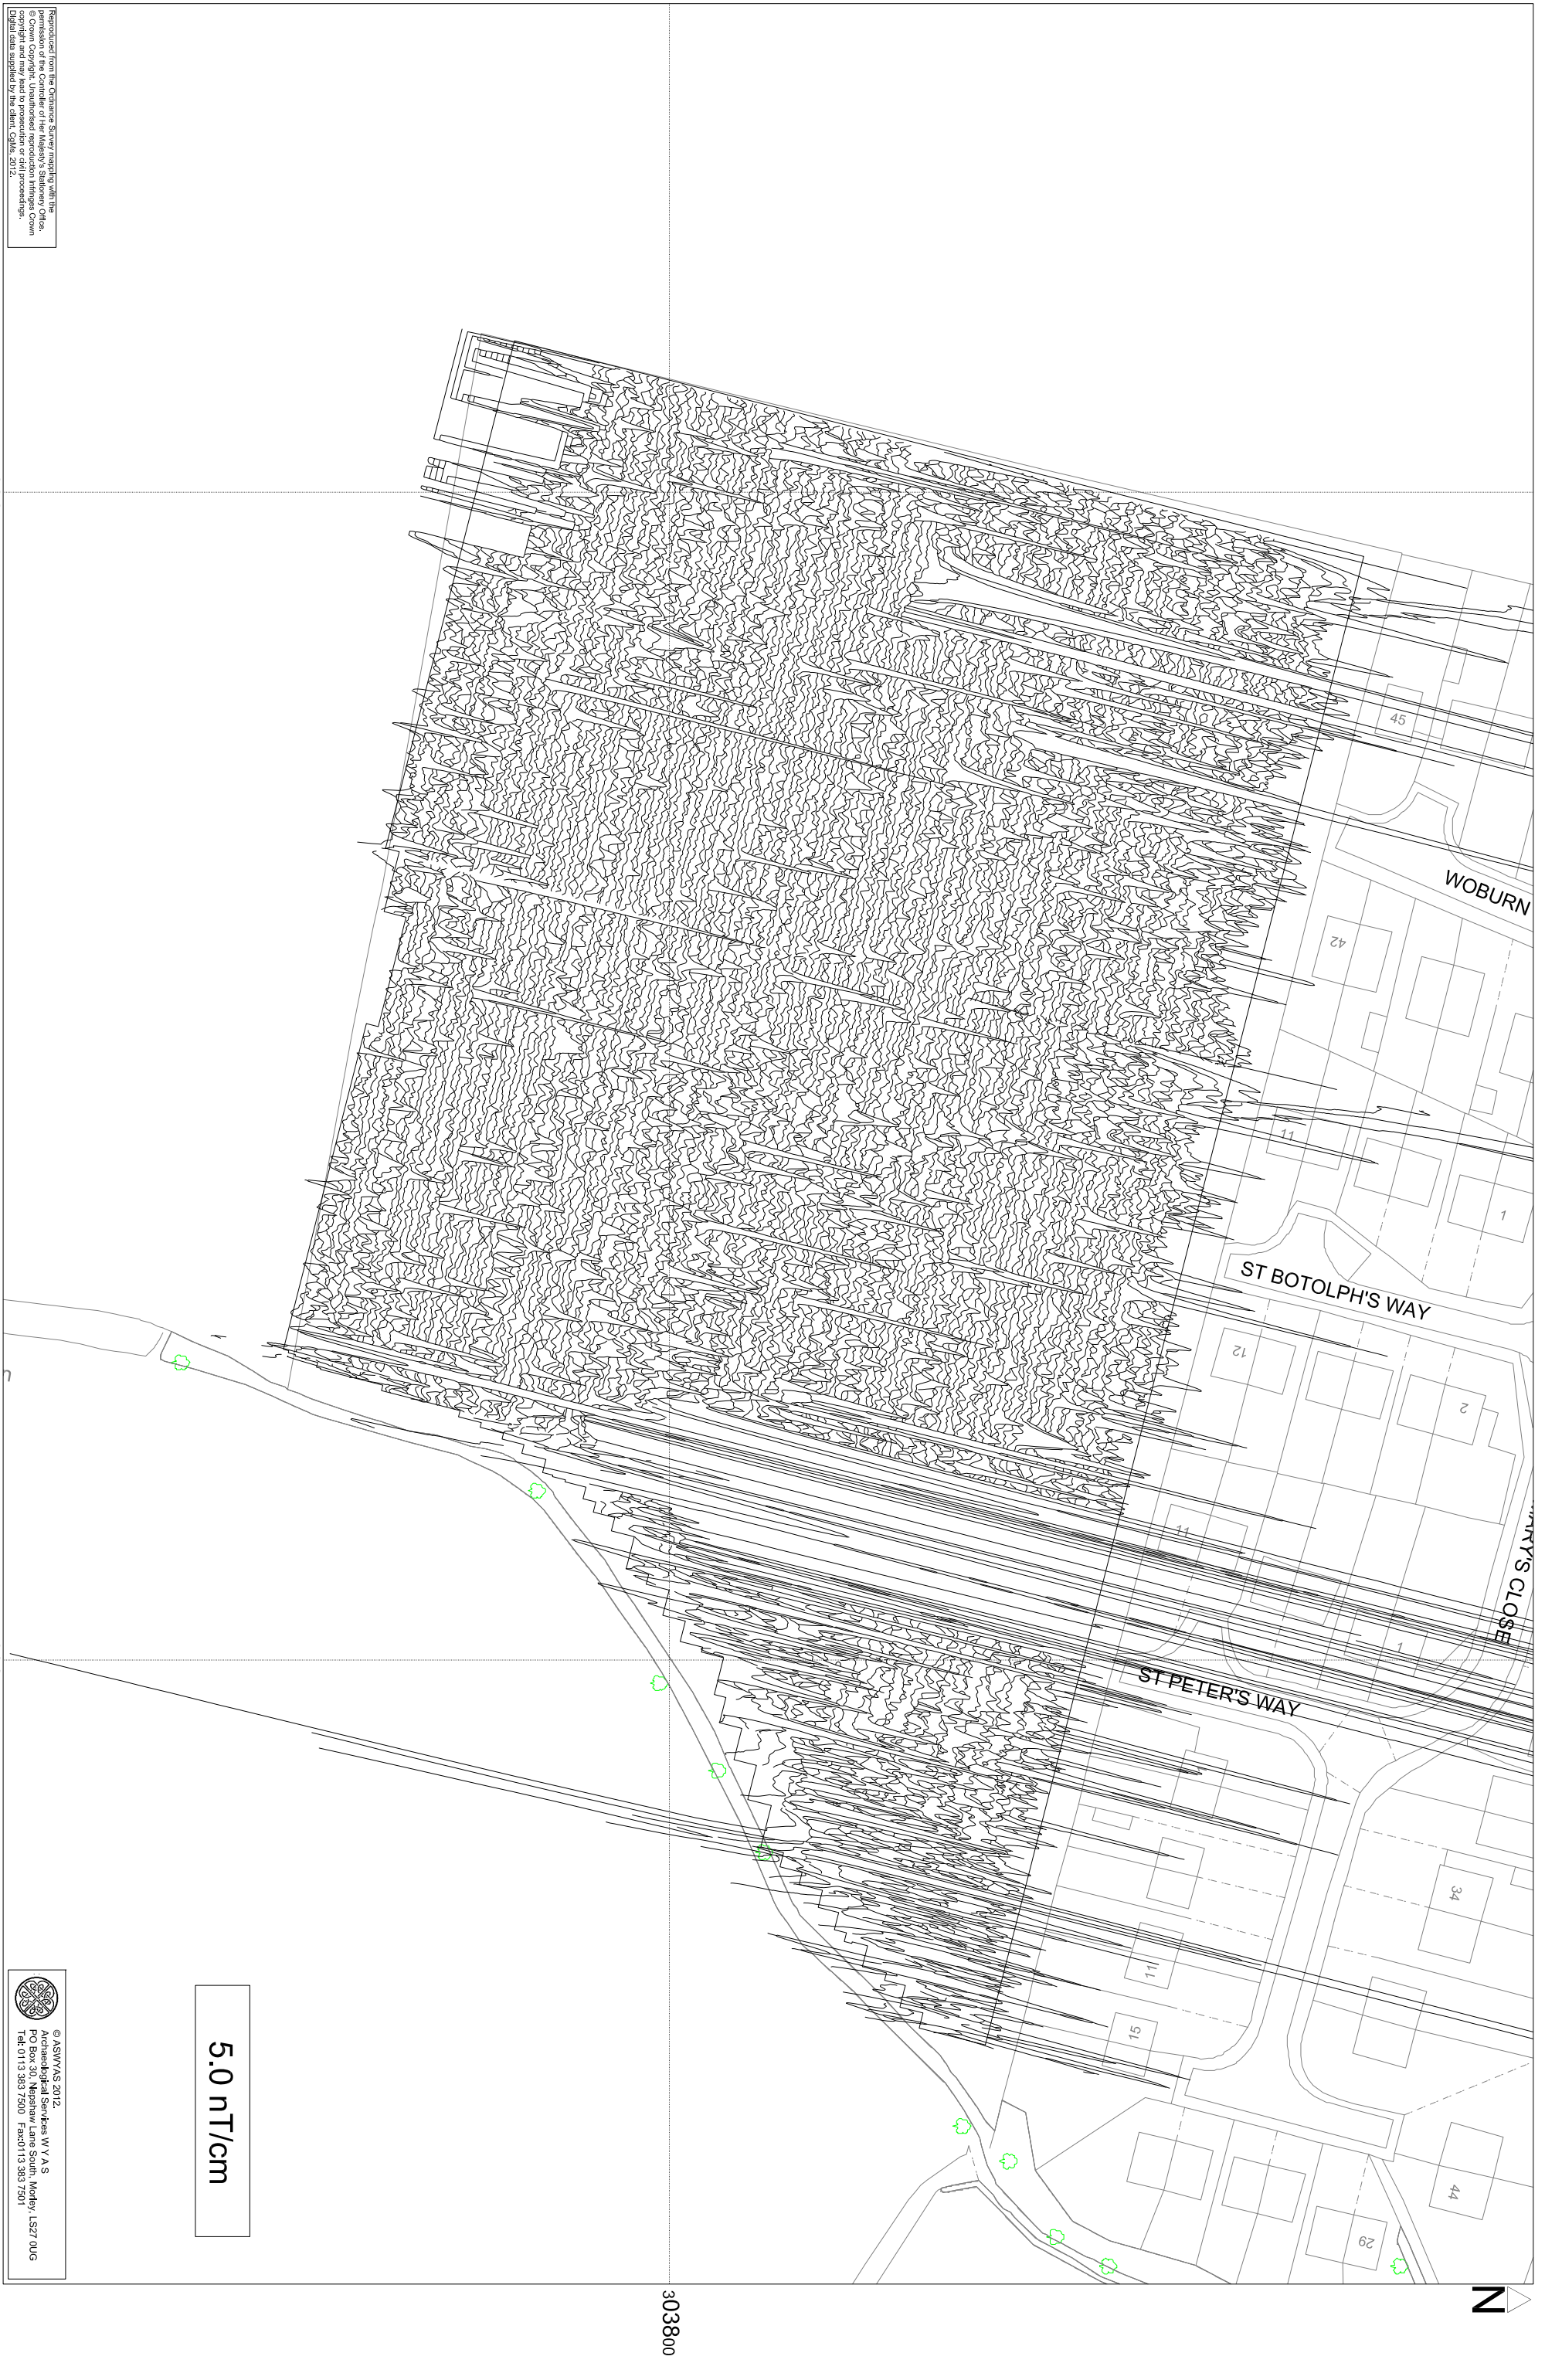 Reproduced from the Ordnance Survey mapping with the
permission of the Controller of Her Majesty's Stationery Office.
© Crown Copyright. Unauthorised reproduction infringes Crown
copyright and may lead to prosecution or civil proceedings.
Digital data supplied by the client, CgMs, 2012.
45
WOBURN
42
11
1
ST BOTOLPH'S WAY
12
2
11
1
ARY'S CLOSE
ST PETER'S WAY
34
11
15
44
29
n
5.0 nT/cm
© ASWYAS 2012.
Archaeological Services W Y A S
PO Box 30, Nepshaw Lane South, Morley, LS27 0UG
Tel: 0113 383 7500 Fax:0113 383 7501
303800
N